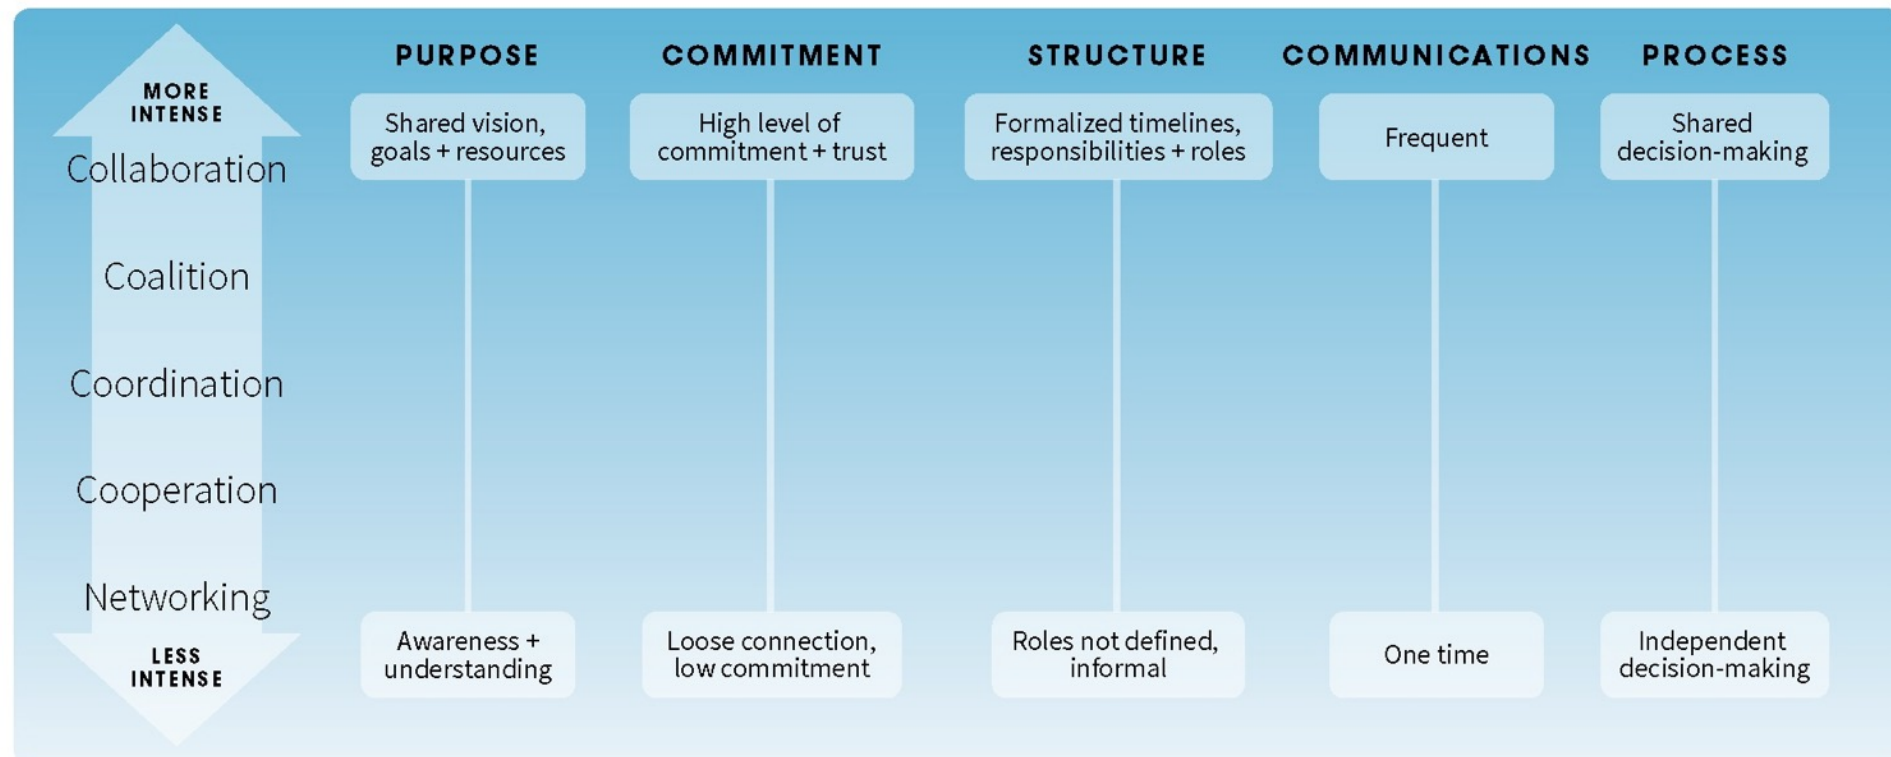 PURPOSE
COMMITMENT
STRUCTURE
COMMUNICATIONS
PROCESS
MORE
INTENSE
Collaboration
Shared vision,
goals + resources
High level of
commitment + trust
Formalized timelines,
responsibilities + roles
Frequent
Shared
decision-making
Coalition
Coordination
Cooperation
Networking
LESS
INTENSE
Awareness +
understanding
Loose connection,
low commitment
Roles not defined,
informal
One time
Independent
decision-making